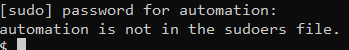 [sudo] password for automation:
automation is not in the sudoers file.
$